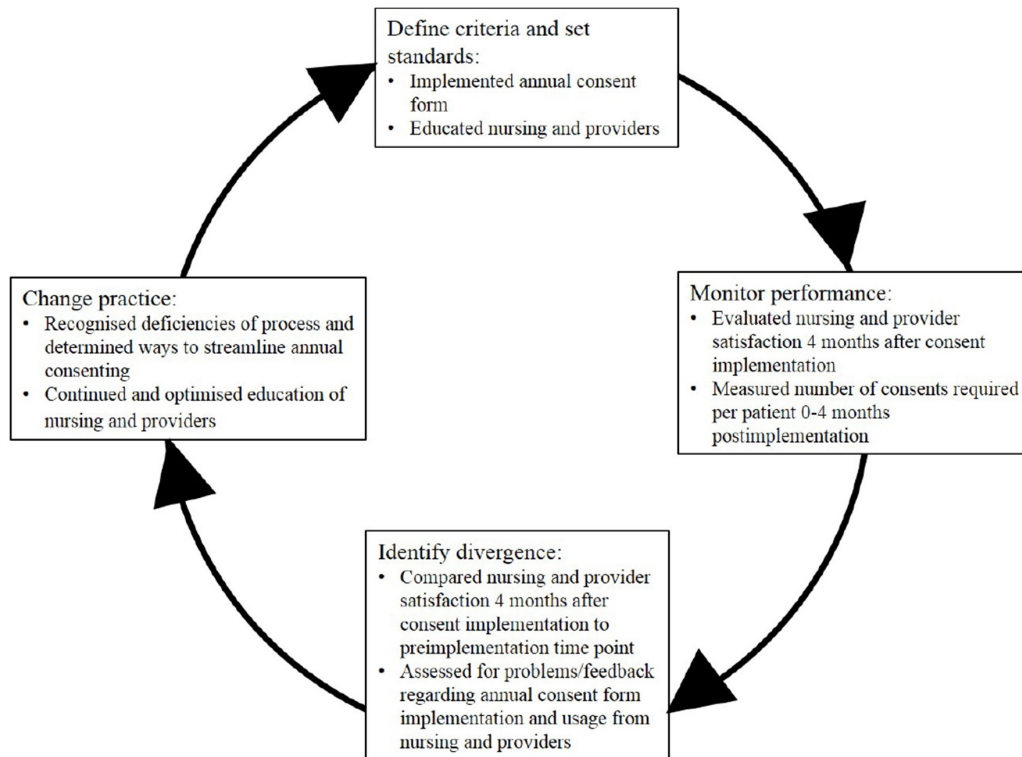 Define criteria and set
standards:
• Implemented annual consent
form
• Educated nursing and providers
Monitor performance:
• Evaluated nursing and provider
satisfaction 4 months after consent
implementation
• Measured number of consents required
per patient 0-4 months
postimplementation
Identify divergence:
• Compared nursing and provider
satisfaction 4 months after
consent implementation to
preimplementation time point
• Assessed for problems/feedback
regarding annual consent form
implementation and usage from
nursing and providers
Change practice:
• Recognised deficiencies of process and
determined ways to streamline annual
consenting
• Continued and optimised education of
nursing and providers